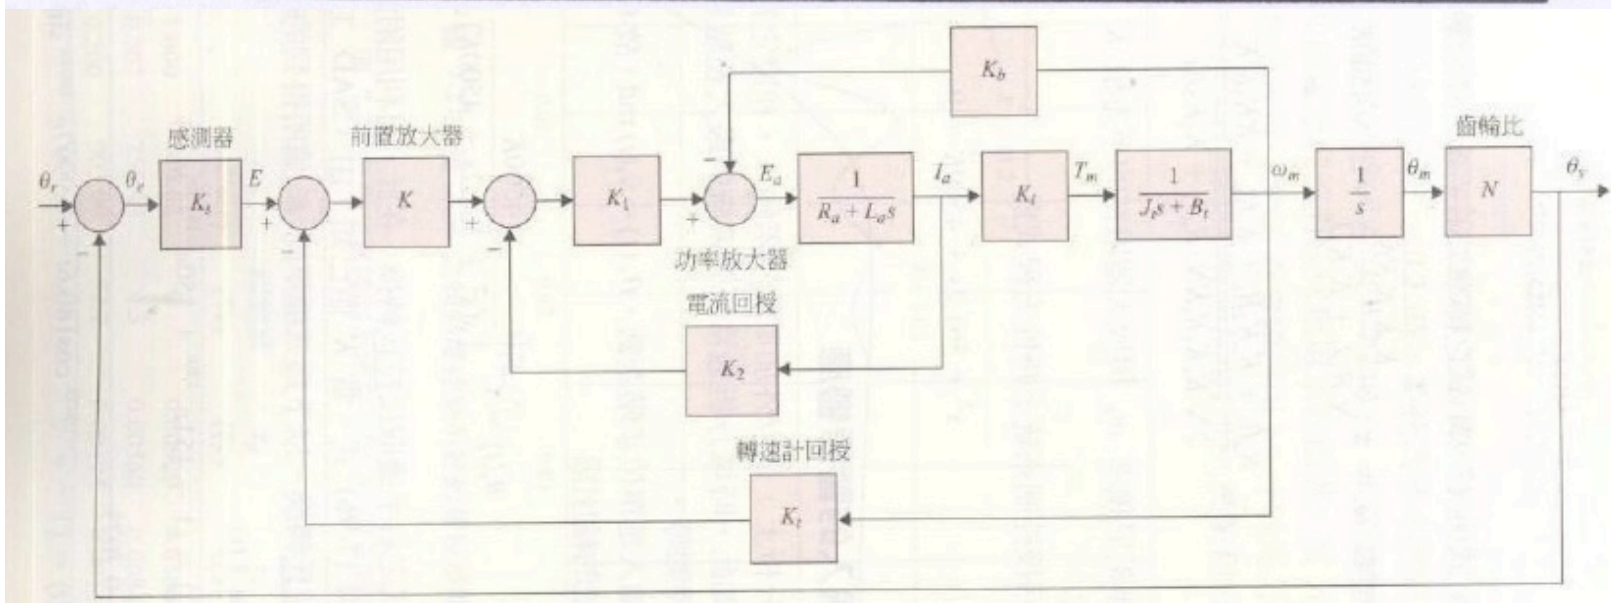 K_b
感測器
前置放大器
齒輪比
θ_r
θ_e
K_s
E
K
K_1
E_a
1
R_a + L_a s
I_a
K_i
T_m
1
J_t s + B_t
ω_m
1
s
θ_m
N
θ_y
+
-
+
-
+
-
+
-
功率放大器
電流回授
K_2
轉速計回授
K_t